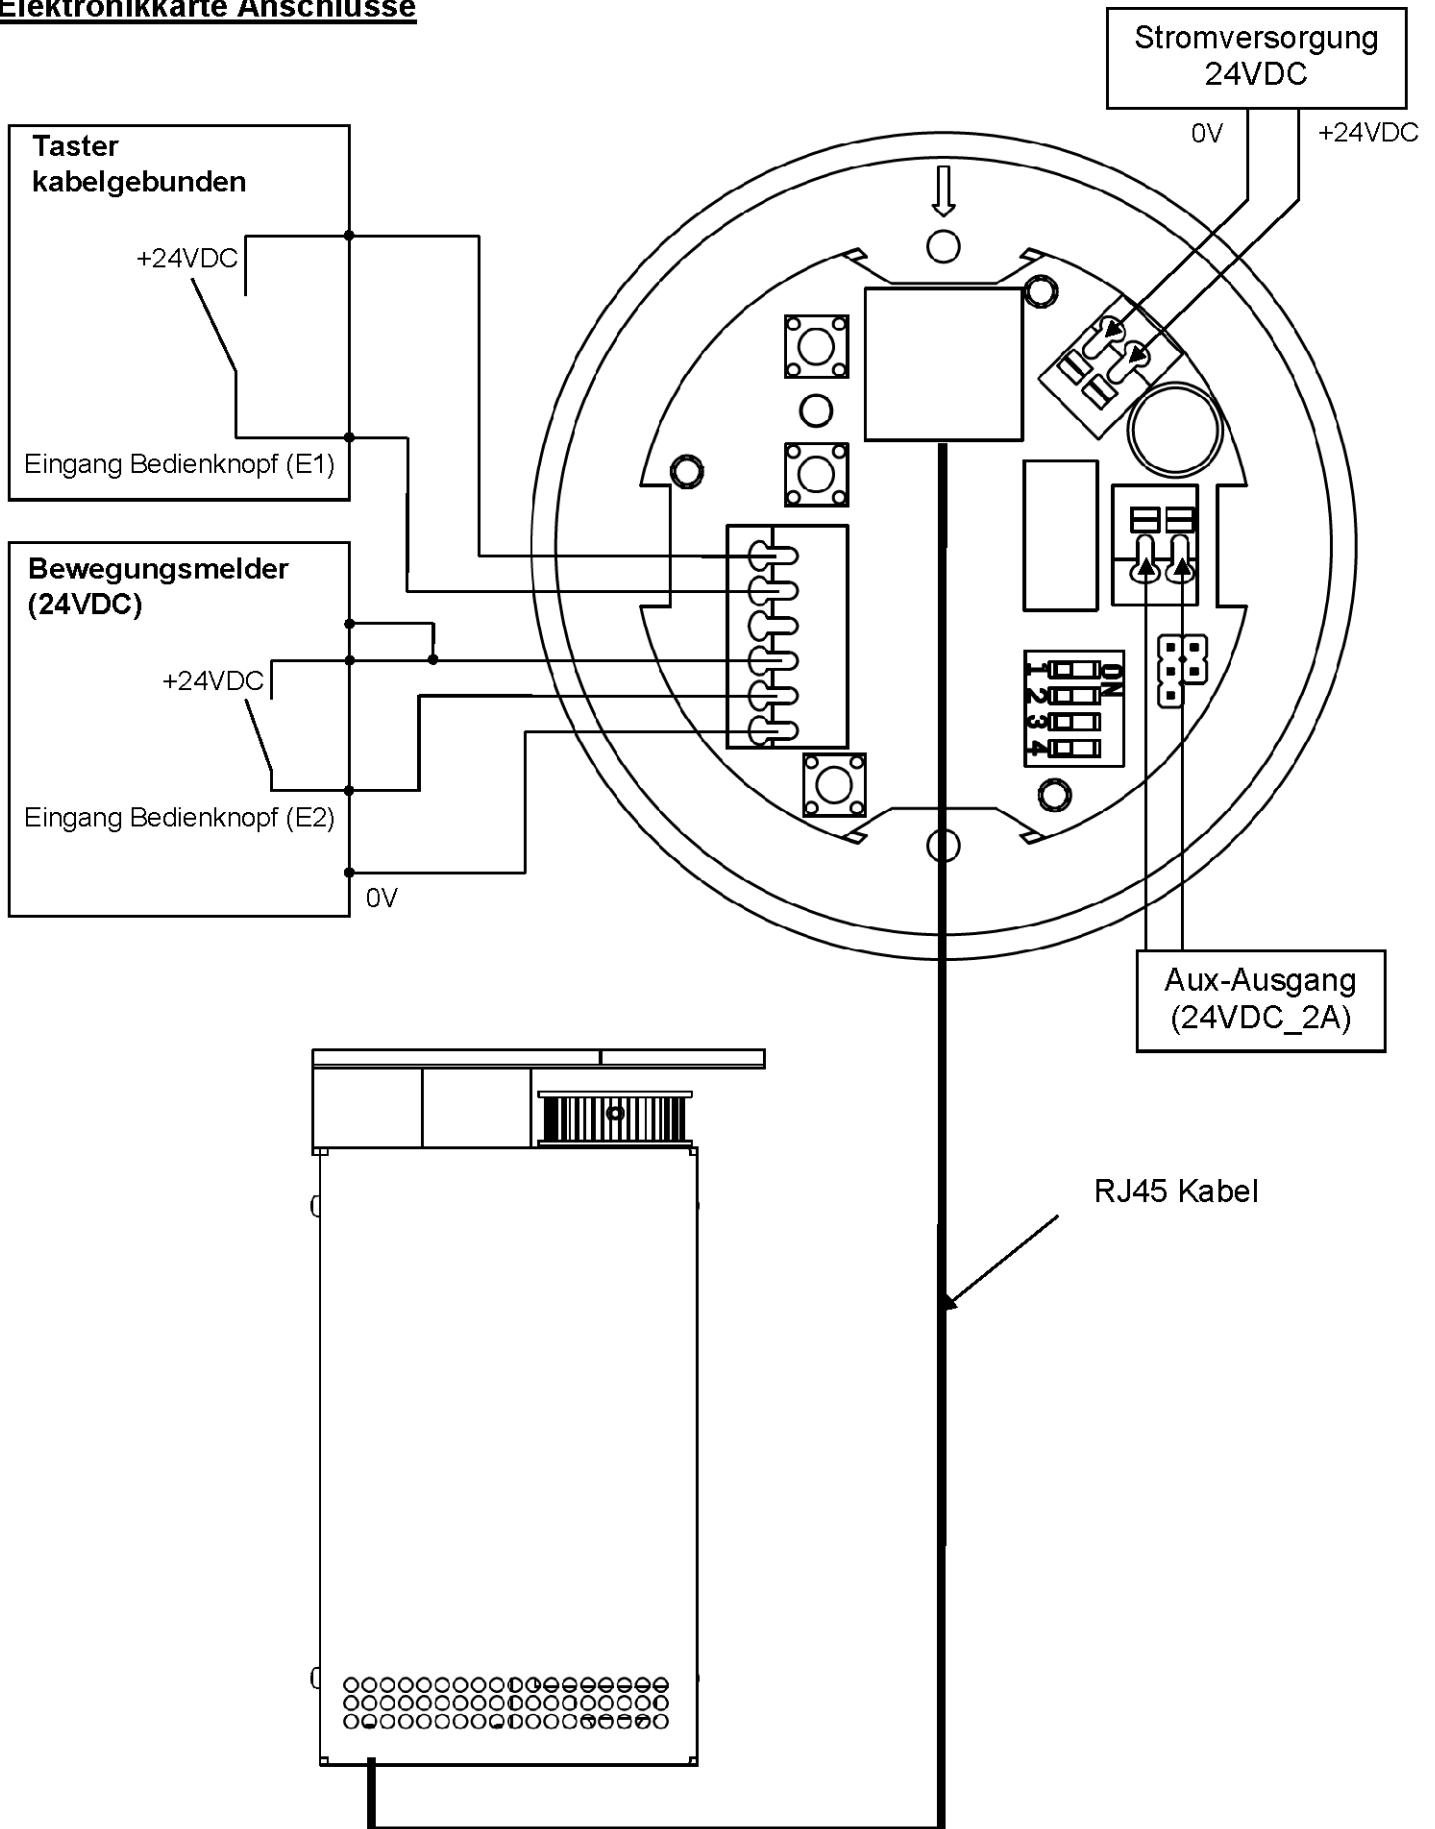 Elektronikkarte Anschlüsse
Stromversorgung
24VDC
0V
+24VDC
Taster
kabelgebunden
+24VDC
Eingang Bedienknopf (E1)
Bewegungsmelder
(24VDC)
+24VDC
Eingang Bedienknopf (E2)
0V
ON
1
2
3
4
Aux-Ausgang
(24VDC_2A)
RJ45 Kabel